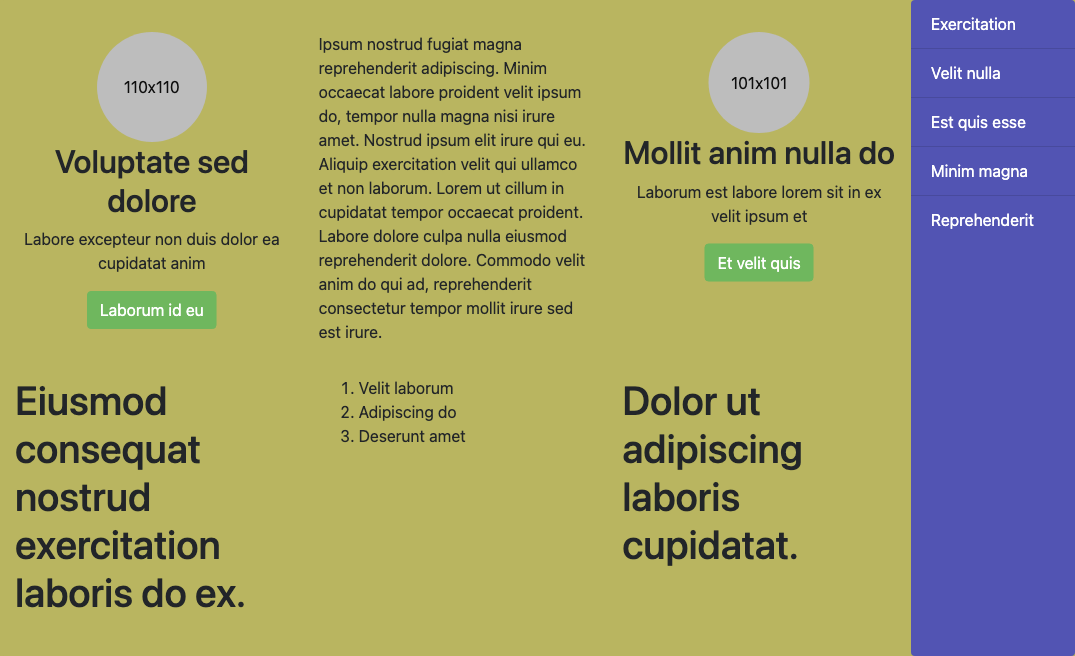 110x110
Voluptate sed
dolore
Labore excepteur non duis dolor ea
cupidatat anim
Laborum id eu
Ipsum nostrud fugiat magna
reprehenderit adipiscing. Minim
occaecat labore proident velit ipsum
do, tempor nulla magna nisi irure
amet. Nostrud ipsum elit irure qui eu.
Aliquip exercitation velit qui ullamco
et non laborum. Lorem ut cillum in
cupidatat tempor occaecat proident.
Labore dolore culpa nulla eiusmod
reprehenderit dolore. Commodo velit
anim do qui ad, reprehenderit
consectetur tempor mollit irure sed
est irure.
101x101
Mollit anim nulla do
Laborum est labore lorem sit in ex
velit ipsum et
Et velit quis
Eiusmod
consequat
nostrud
exercitation
laboris do ex.
1. Velit laborum
2. Adipiscing do
3. Deserunt amet
Dolor ut
adipiscing
laboris
cupidatat.
Exercitation
Velit nulla
Est quis esse
Minim magna
Reprehenderit